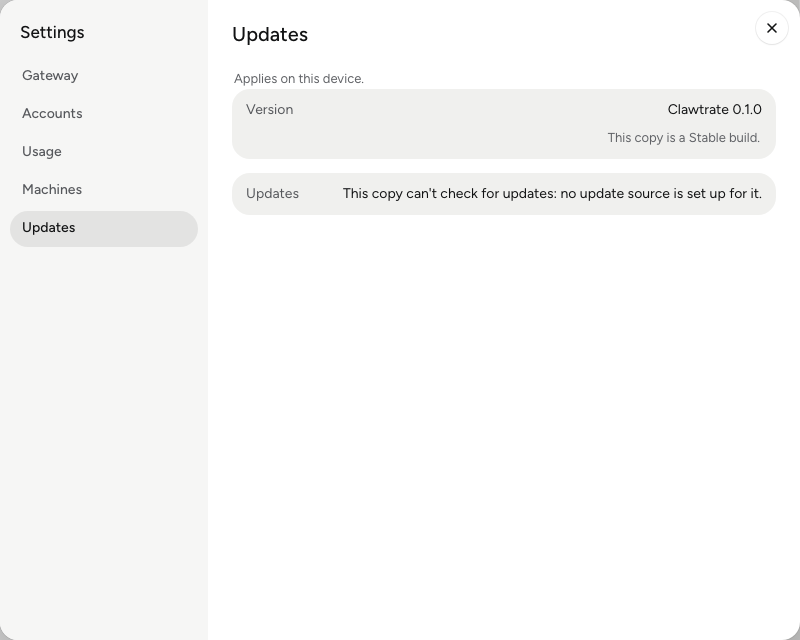 Settings
Gateway
Accounts
Usage
Machines
Updates
Updates
Applies on this device.
Version
Clawtrate 0.1.0
This copy is a Stable build.
Updates
This copy can't check for updates: no update source is set up for it.